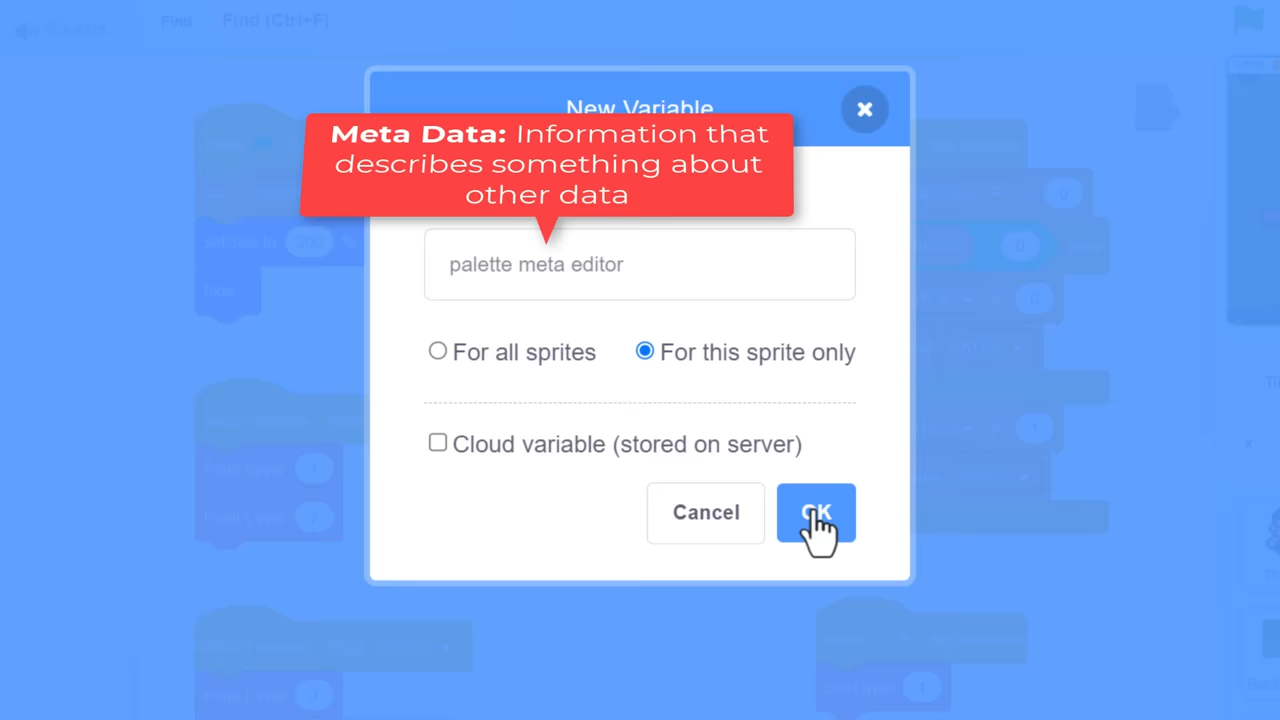 Find
Find (Ctrl+F)
New Variable
Meta Data: Information that
describes something about
other data
palette meta editor
For all sprites
For this sprite only
Cloud variable (stored on server)
Cancel
OK